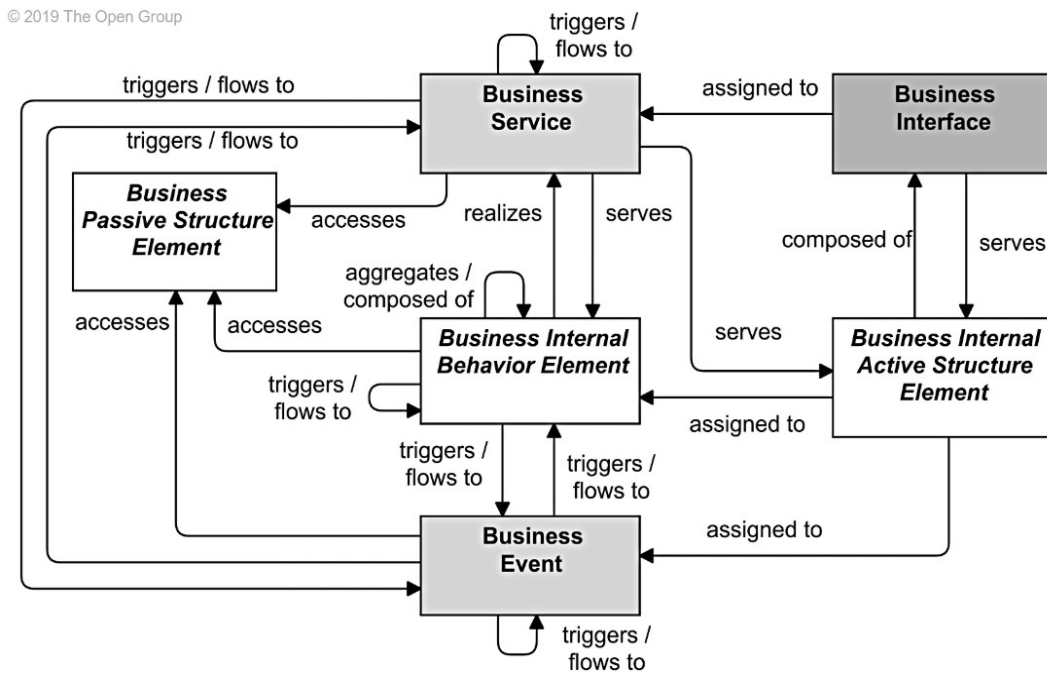 © 2019 The Open Group
triggers /
flows to
triggers / flows to
Business
Service
assigned to
Business
Interface
triggers / flows to
Business
Passive Structure
Element
accesses
realizes
serves
composed of
serves
aggregates /
composed of
accesses
accesses
Business Internal
Behavior Element
serves
Business Internal
Active Structure
Element
triggers /
flows to
assigned to
triggers /
flows to
triggers /
flows to
Business
Event
assigned to
triggers /
flows to